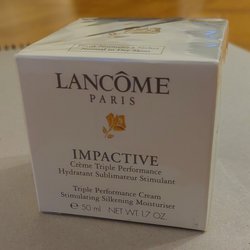 LANCÔME
PARIS
IMPACTIVE
Crème Triple Performance
Hydratant Sublimateur Stimulant
Triple Performance Cream
Stimulating Silkening Moisturiser
℮ 50 ml NET WT 1.7 OZ.